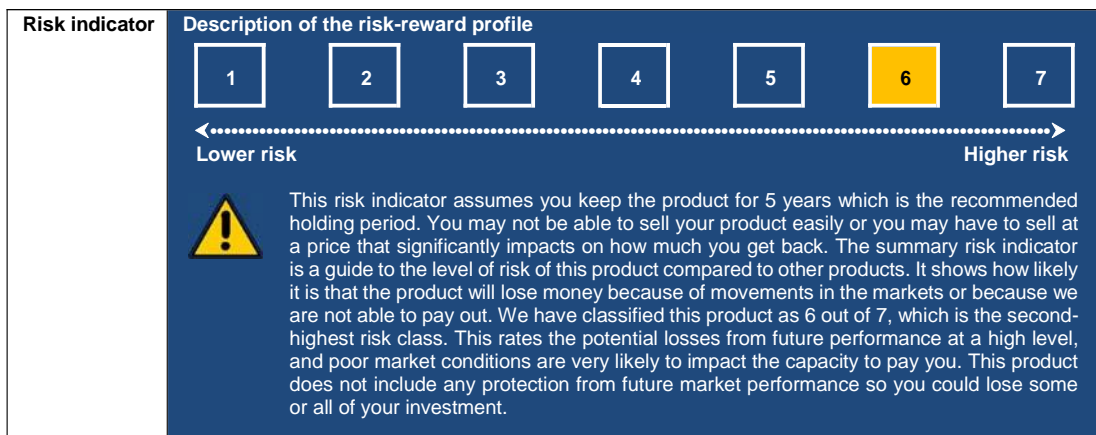 Risk indicator
Description of the risk-reward profile
1 2 3 4 5 6 7
Lower risk Higher risk
This risk indicator assumes you keep the product for 5 years which is the recommended
holding period. You may not be able to sell your product easily or you may have to sell at
a price that significantly impacts on how much you get back. The summary risk indicator
is a guide to the level of risk of this product compared to other products. It shows how likely
it is that the product will lose money because of movements in the markets or because we
are not able to pay out. We have classified this product as 6 out of 7, which is the second-
highest risk class. This rates the potential losses from future performance at a high level,
and poor market conditions are very likely to impact the capacity to pay you. This product
does not include any protection from future market performance so you could lose some
or all of your investment.